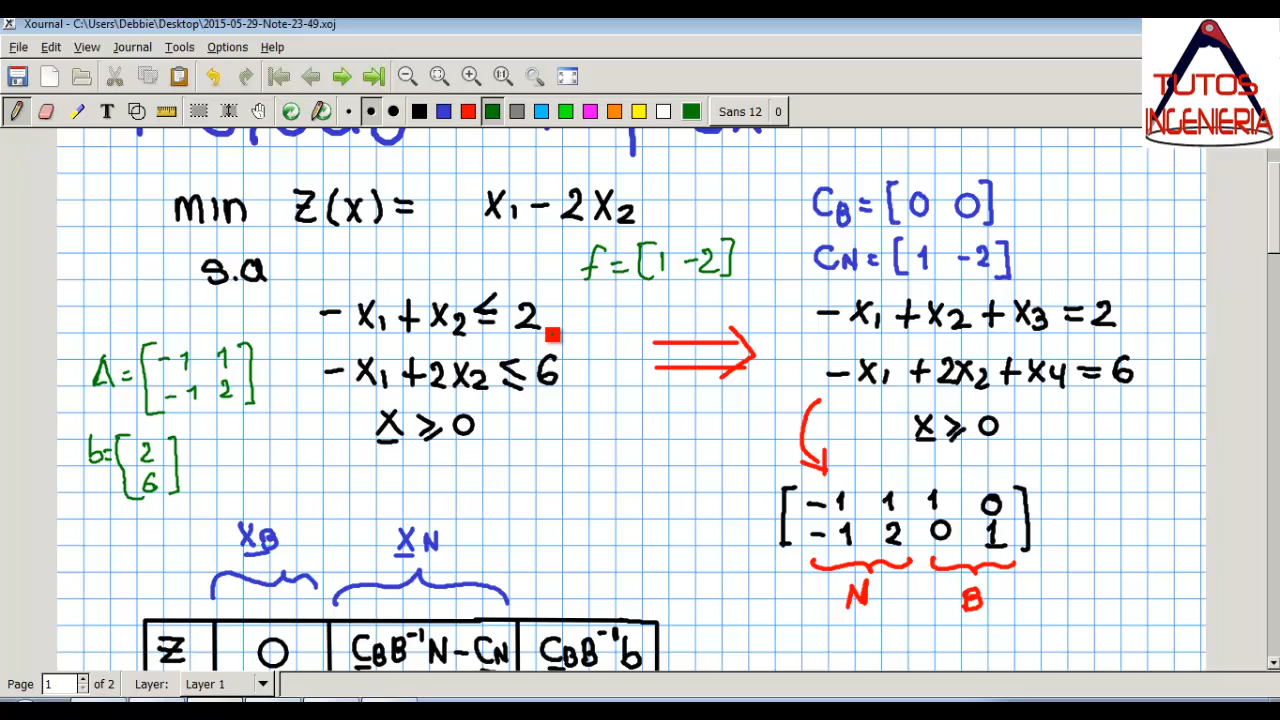 Xournal - C:\Users\Debbie\Desktop\2015-05-29-Note-23-49.xoj
File Edit View Journal Tools Options Help
TUTOS
INGENIERIA
Sans 12 0
min Z(x)= x1 - 2x2
s.a
f = [1 -2]
CB = [0 0]
CN = [1 -2]
-x1 + x2 ≤ 2
-x1 + 2x2 ≤ 6
x ≥ 0
A = [-1 1
-1 2]
b = [2
6]
-x1 + x2 + x3 = 2
-x1 + 2x2 + x4 = 6
x ≥ 0
[-1 1 1 0
-1 2 0 1]
N B
xB xN
Z 0 CBB⁻¹N-CN CBB⁻¹b
Page 1 of 2 Layer: Layer 1